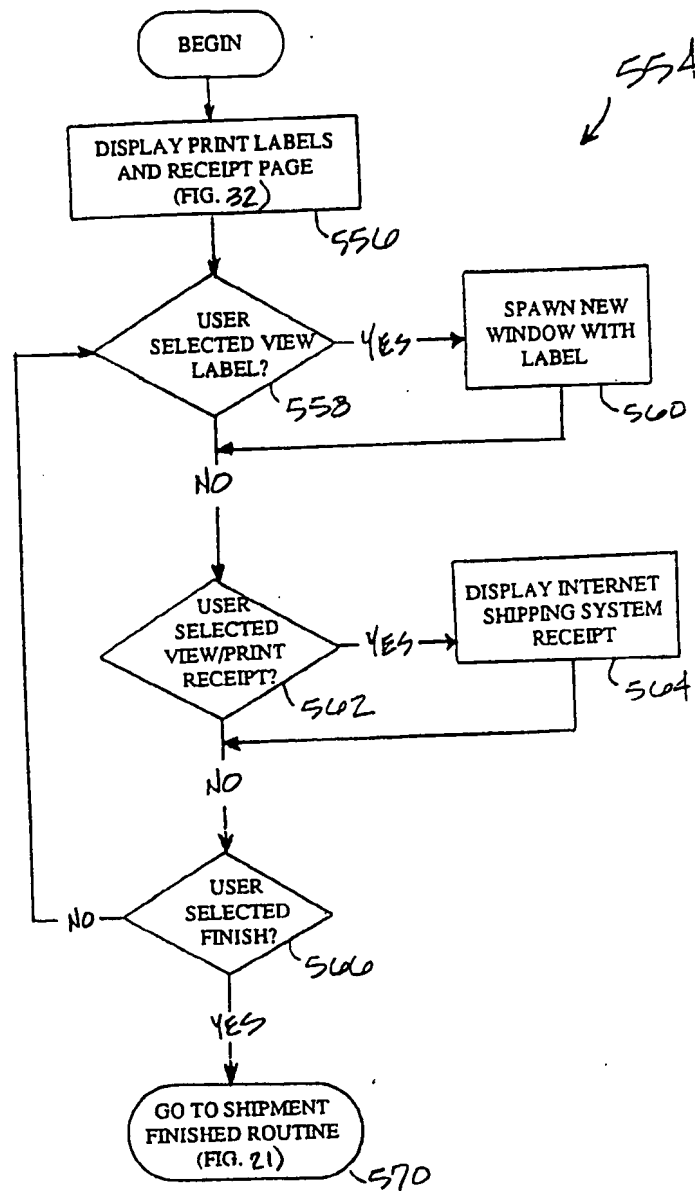 BEGIN
554
DISPLAY PRINT LABELS
AND RECEIPT PAGE
(FIG. 32)
556
USER
SELECTED VIEW
LABEL?
YES
558
SPAWN NEW
WINDOW WITH
LABEL
560
NO
USER
SELECTED
VIEW/PRINT
RECEIPT?
YES
562
DISPLAY INTERNET
SHIPPING SYSTEM
RECEIPT
564
NO
USER
SELECTED
FINISH?
NO
566
YES
GO TO SHIPMENT
FINISHED ROUTINE
(FIG. 21)
570